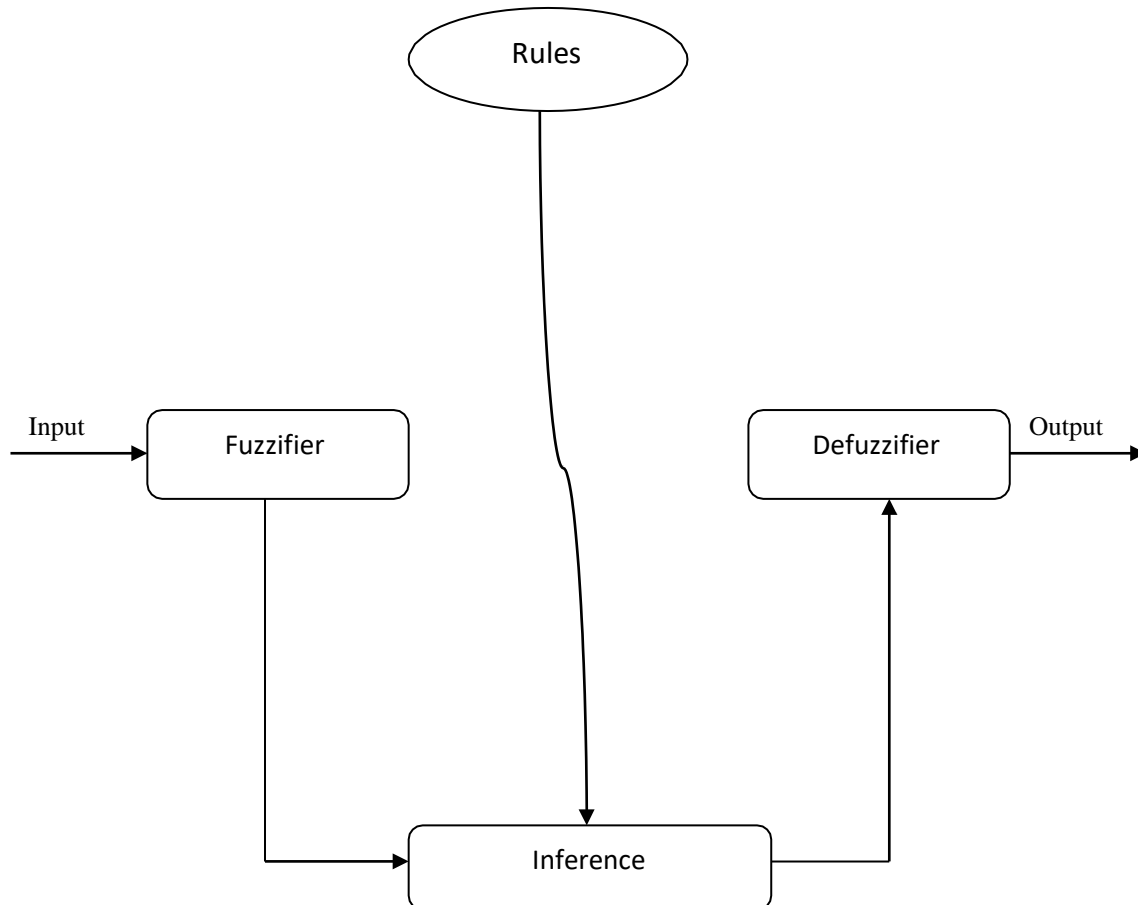 Rules
Input
Fuzzifier
Defuzzifier
Output
Inference